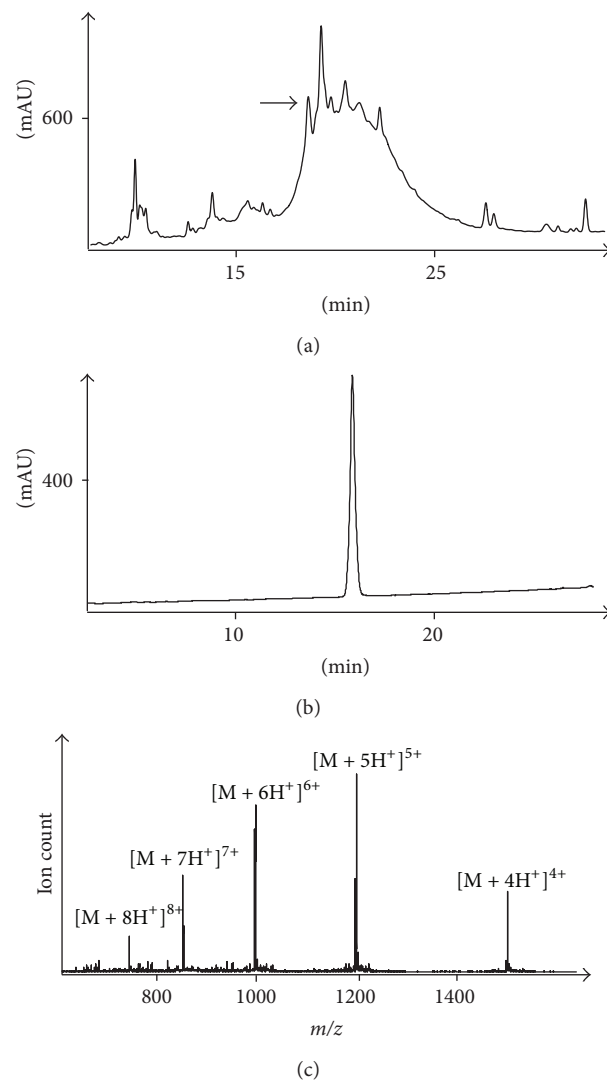 (mAU)
600
15
25
(min)
(a)
(mAU)
400
10
20
(min)
(b)
Ion count
[M + 8H⁺]⁸⁺
[M + 7H⁺]⁷⁺
[M + 6H⁺]⁶⁺
[M + 5H⁺]⁵⁺
[M + 4H⁺]⁴⁺
800
1000
1200
1400
m/z
(c)